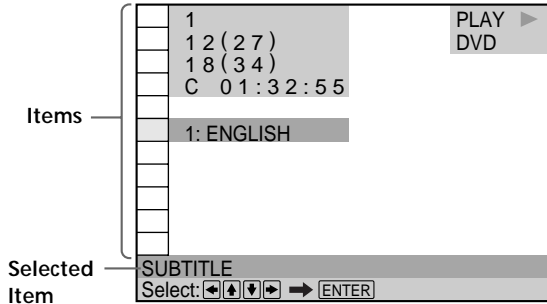 1
PLAY
12(27)
DVD
18(34)
C 01:32:55
Items
1: ENGLISH
Selected
Item
SUBTITLE
Select: ENTER